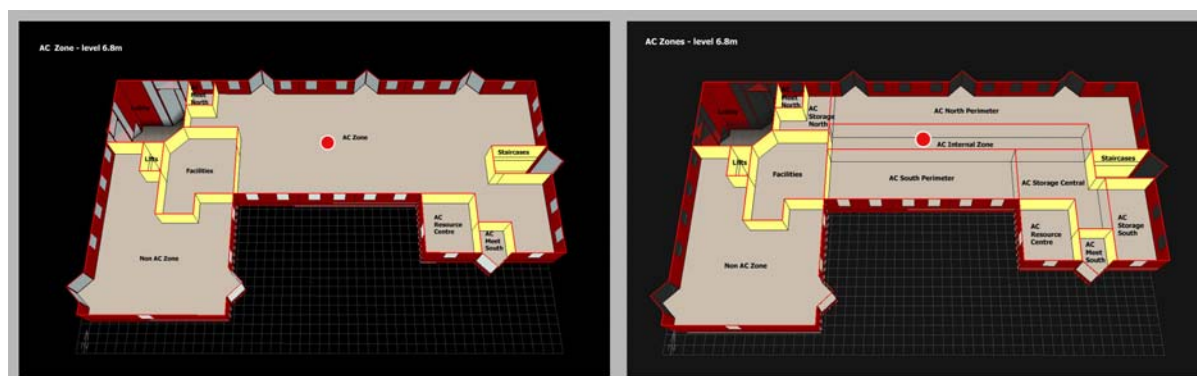 AC Zone - level 6.8m
Meet
North
AC Zone
Lifts
Facilities
Staircases
AC
Resource
Centre
AC
Meet
South
Non AC Zone
AC Zones - level 6.8m
Meet
North
AC
Storage
North
AC North Perimeter
AC Internal Zone
Lifts
Facilities
AC South Perimeter
Staircases
AC Storage Central
AC
Resource
Centre
AC
Meet
South
AC
Storage
South
Non AC Zone